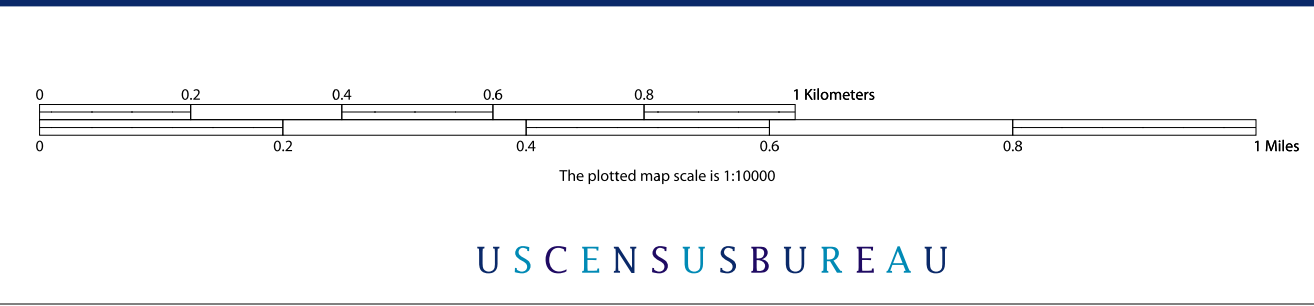 0 0.2 0.4 0.6 0.8 1 Kilometers
0 0.2 0.4 0.6 0.8 1 Miles
The plotted map scale is 1:10000
USCENSUSBUREAU